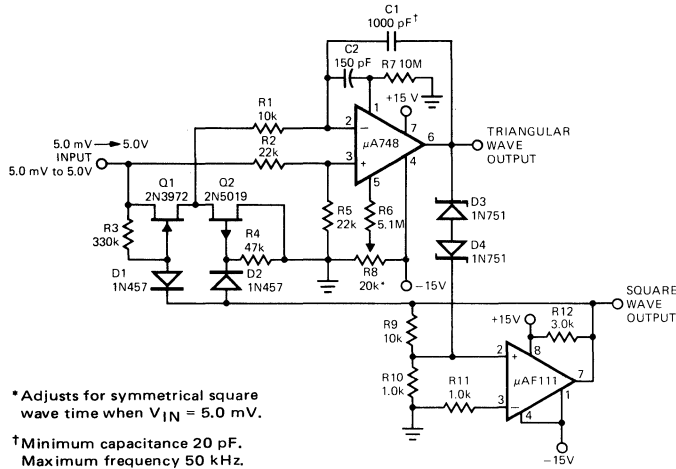 C1
1000 pF†
C2
150 pF
R7 10M
+15 V
R1
10k
1
2
−
7
5.0 mV → 5.0V
INPUT
5.0 mV to 5.0V
R2
22k
μA748
6
TRIANGULAR
WAVE
OUTPUT
3
+
4
5
Q1
2N3972
Q2
2N5019
D3
1N751
R3
330k
R4
47k
R5
22k
R6
5.1M
D4
1N751
D1
1N457
D2
1N457
R8
20k*
−15V
SQUARE
WAVE
OUTPUT
R9
10k
+15V
R12
3.0k
8
2
+
R10
1.0k
R11
1.0k
μAF111
7
3
−
1
4
−15V
*Adjusts for symmetrical square
wave time when VIN = 5.0 mV.
†Minimum capacitance 20 pF.
Maximum frequency 50 kHz.